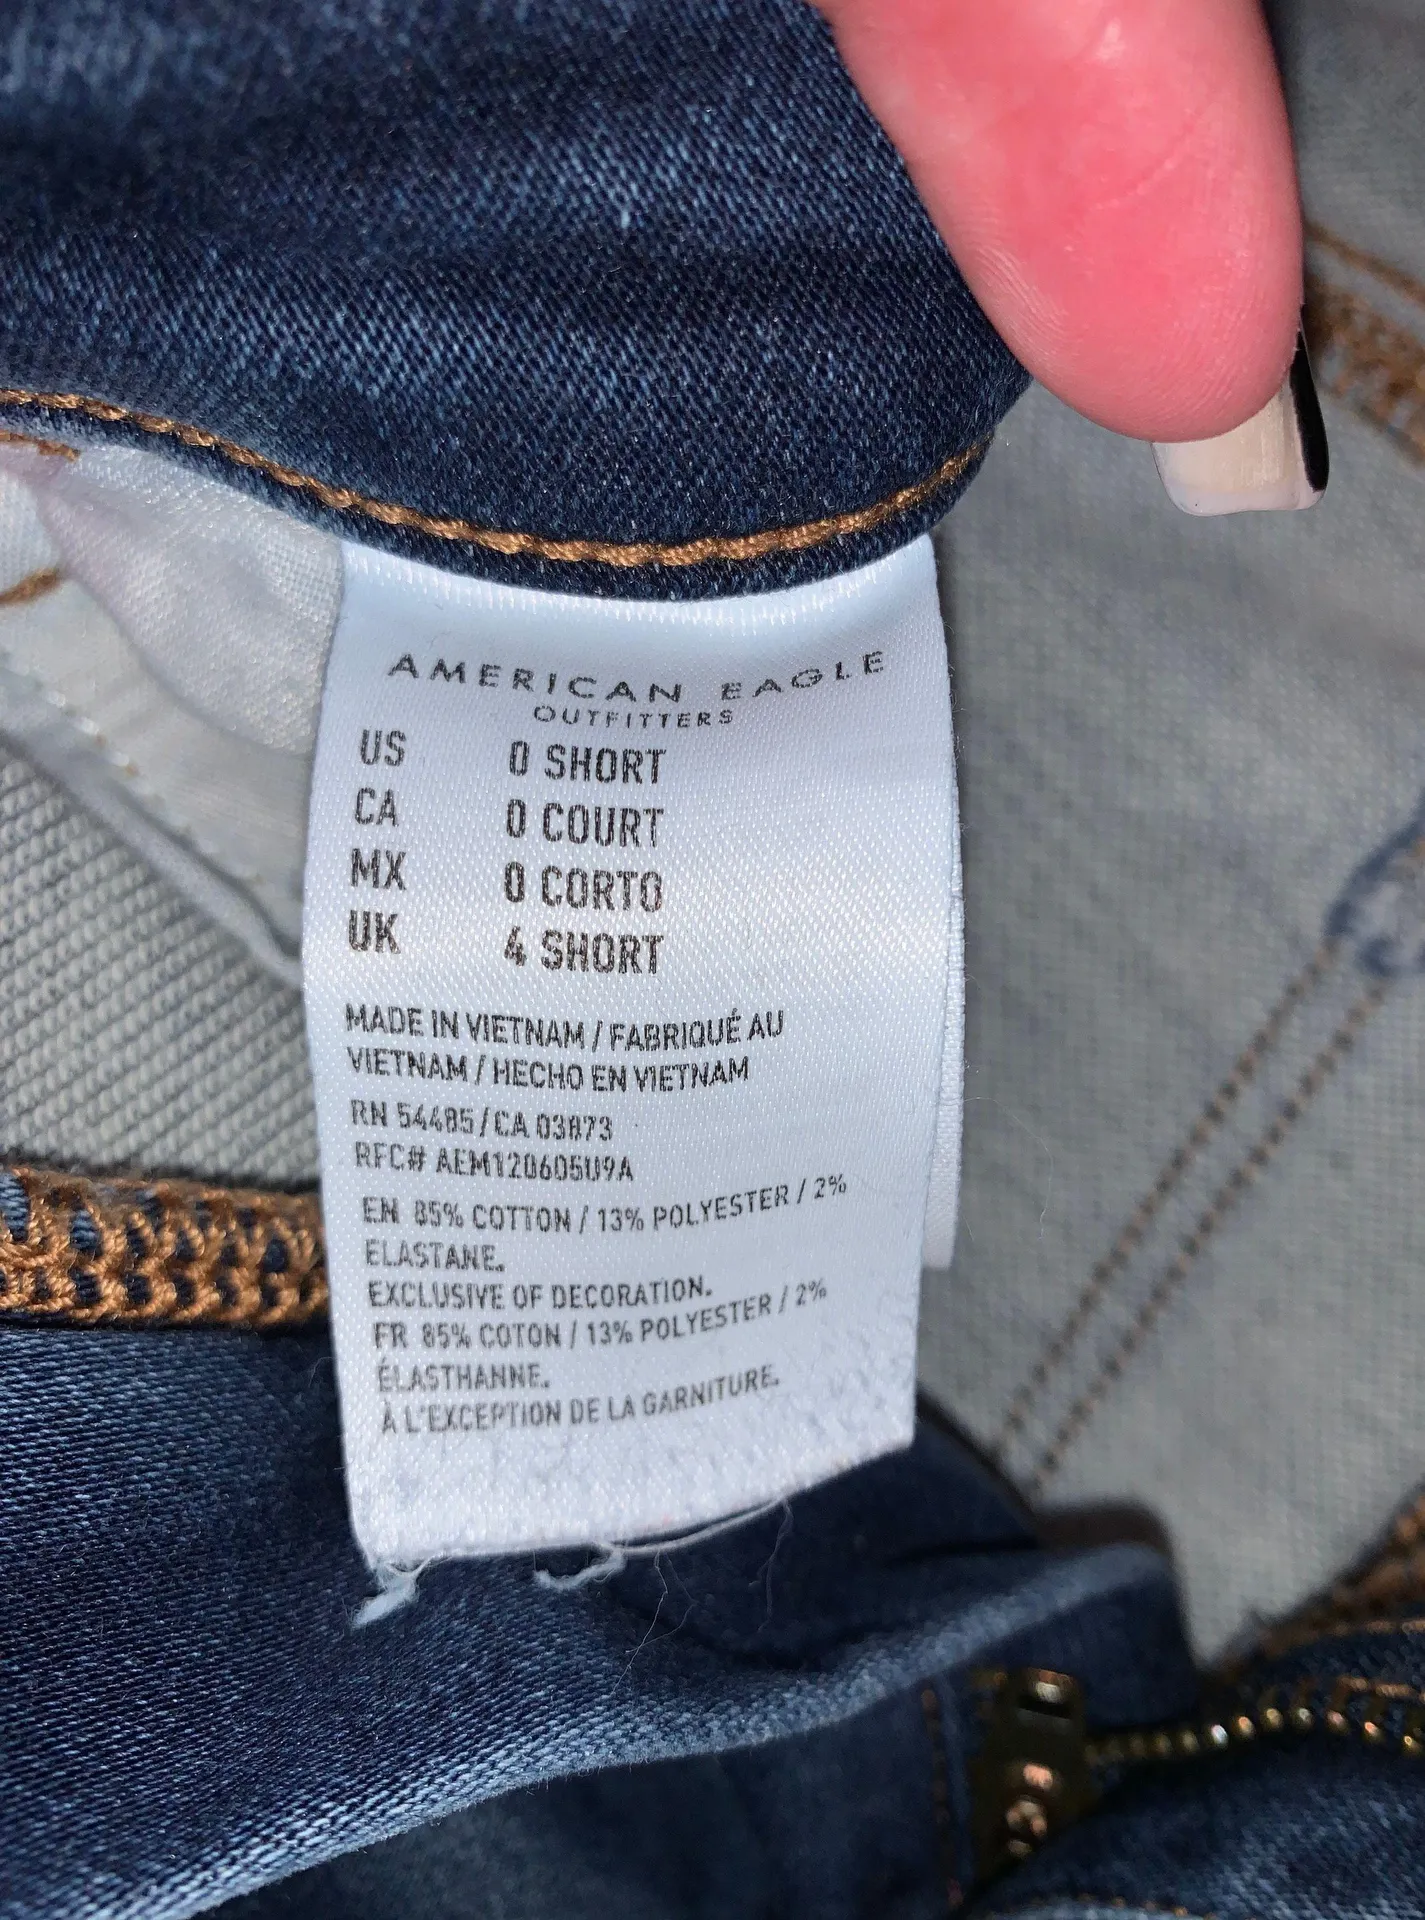 AMERICAN EAGLE
OUTFITTERS
US 0 SHORT
CA 0 COURT
MX 0 CORTO
UK 4 SHORT
MADE IN VIETNAM / FABRIQUÉ AU
VIETNAM / HECHO EN VIETNAM
RN 54485/CA 03873
RFC# AEM120605U9A
EN 85% COTTON / 13% POLYESTER / 2%
ELASTANE.
EXCLUSIVE OF DECORATION.
FR 85% COTON / 13% POLYESTER / 2%
ÉLASTHANNE.
À L'EXCEPTION DE LA GARNITURE.